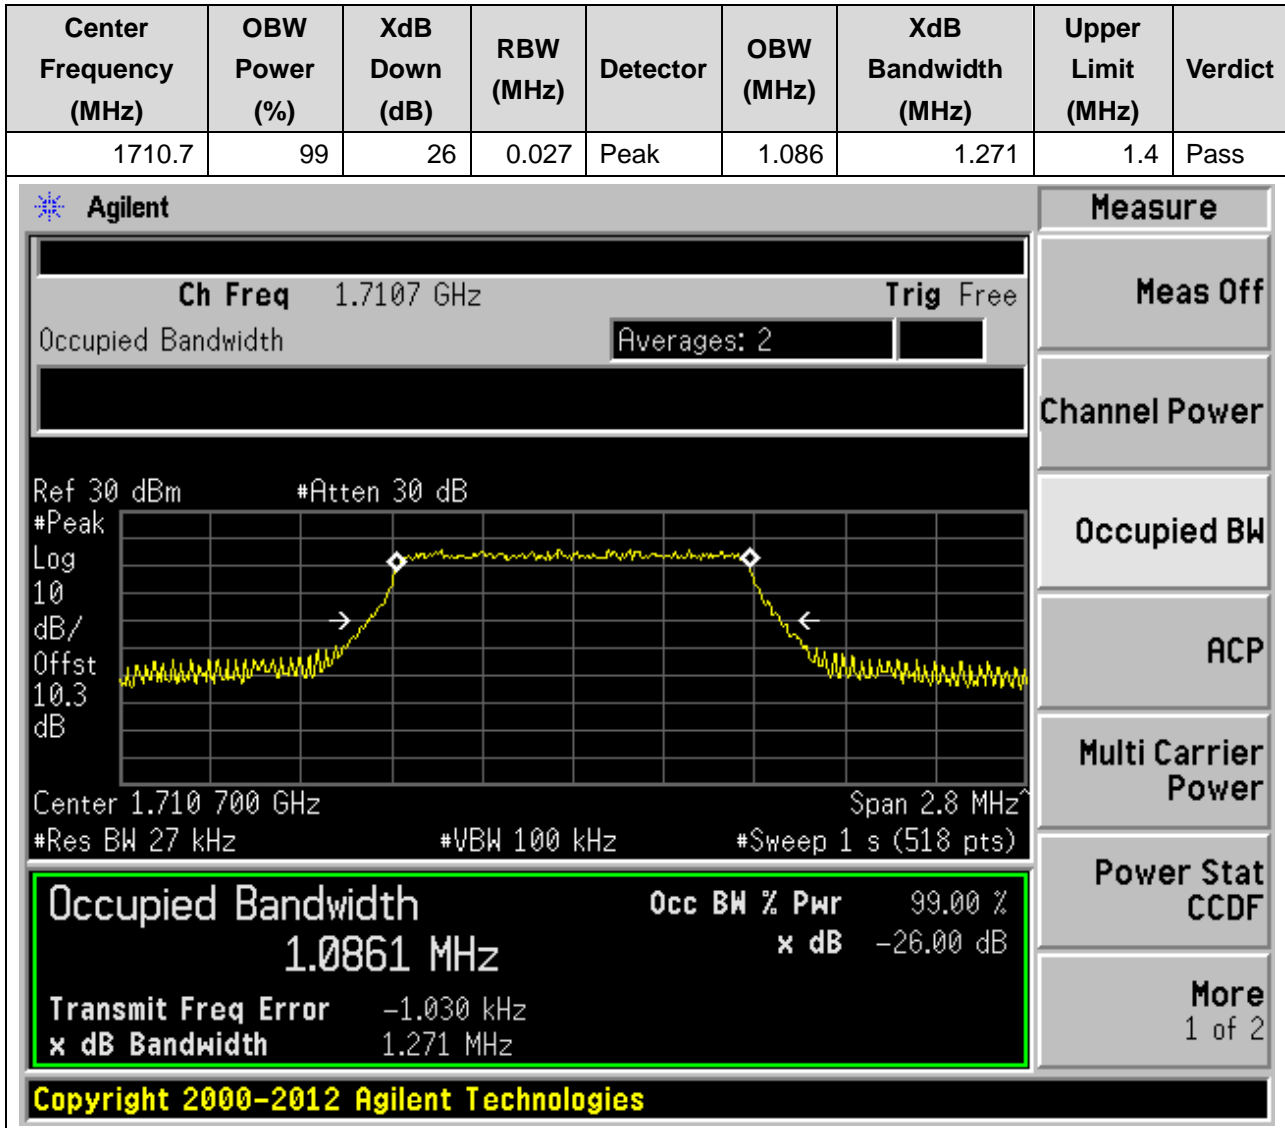 Center Frequency (MHz) OBW Power (%) XdB Down (dB) RBW (MHz) Detector OBW (MHz) XdB Bandwidth (MHz) Upper Limit (MHz) Verdict
1710.7 99 26 0.027 Peak 1.086 1.271 1.4 Pass
Agilent
Measure
Ch Freq 1.7107 GHz Trig Free
Meas Off
Occupied Bandwidth Averages: 2
Channel Power
Ref 30 dBm #Atten 30 dB
#Peak
Log
10
dB/
Offst
10.3
dB
Occupied BW
ACP
Center 1.710 700 GHz Span 2.8 MHz^
#Res BW 27 kHz #VBW 100 kHz #Sweep 1 s (518 pts)
Multi Carrier
Power
Occupied Bandwidth Occ BW % Pwr 99.00 %
1.0861 MHz x dB -26.00 dB
Power Stat
CCDF
Transmit Freq Error -1.030 kHz
x dB Bandwidth 1.271 MHz
More
1 of 2
Copyright 2000-2012 Agilent Technologies